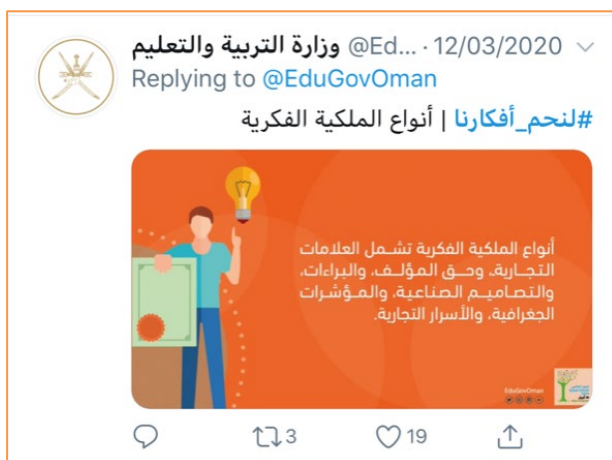 وزارة التربية والتعليم @Ed... · 12/03/2020
Replying to @EduGovOman
#لنحم_أفكارنا | أنواع الملكية الفكرية
أنواع الملكية الفكرية تشمل العلامات
التجارية، وحق المؤلف، والبراءات،
والتصاميم الصناعية، والمؤشرات
الجغرافية، والأسرار التجارية.
EduGovOman
3
19